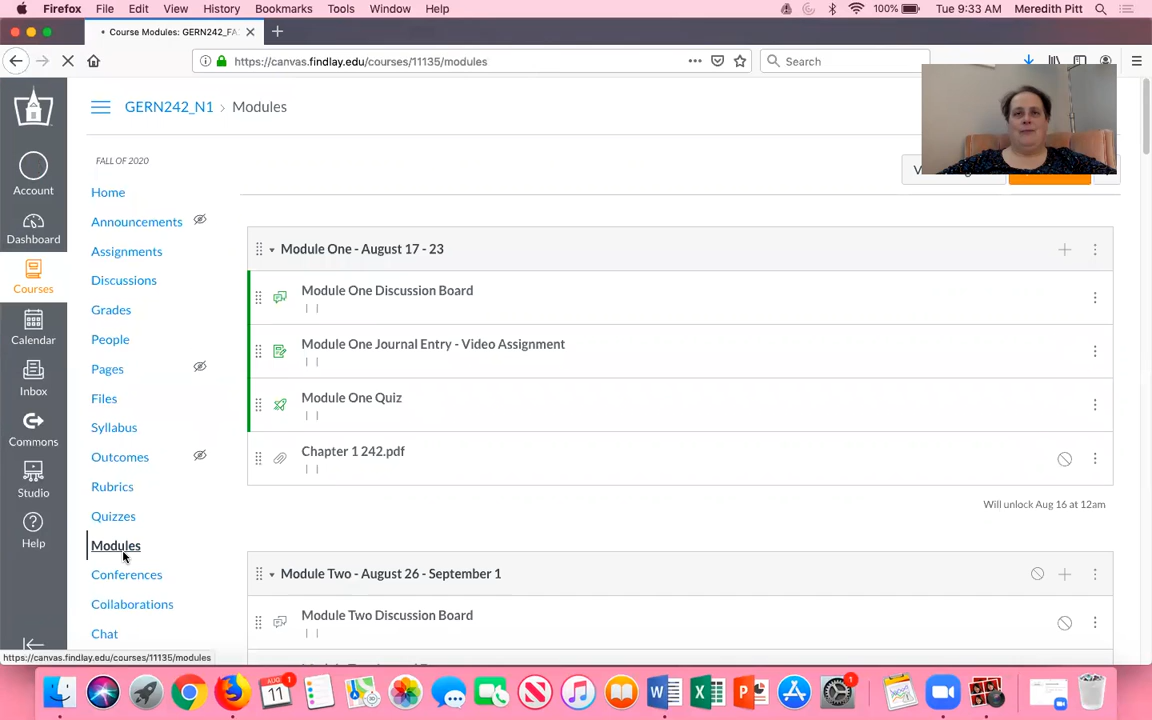 Firefox File Edit View History Bookmarks Tools Window Help 100% Tue 9:33 AM Meredith Pitt
Course Modules: GERN242_FA
https://canvas.findlay.edu/courses/11135/modules Search
GERN242_N1 › Modules
FALL OF 2020
Home
Announcements
Assignments
Discussions
Grades
People
Pages
Files
Syllabus
Outcomes
Rubrics
Quizzes
Modules
Conferences
Collaborations
Chat
Account
Dashboard
Courses
Calendar
Inbox
Commons
Studio
Help
Module One - August 17 - 23
Module One Discussion Board
| |
Module One Journal Entry - Video Assignment
| |
Module One Quiz
| |
Chapter 1 242.pdf
| |
Will unlock Aug 16 at 12am
Module Two - August 26 - September 1
Module Two Discussion Board
| |
https://canvas.findlay.edu/courses/11135/modules
AUG
11
1
1